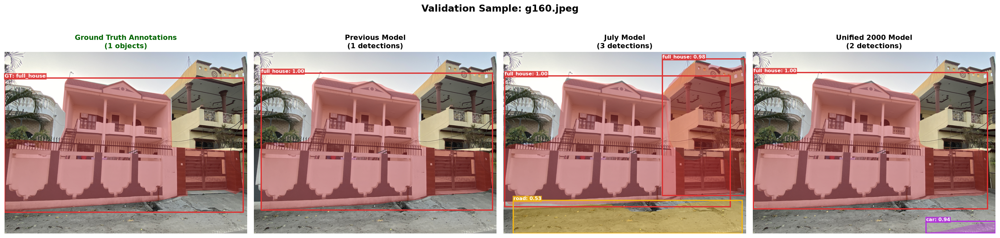 Validation Sample: g160.jpeg
Ground Truth Annotations
(1 objects)
GT: full_house
Previous Model
(1 detections)
full_house: 1.00
July Model
(3 detections)
full_house: 0.98
full_house: 1.00
road: 0.53
Unified 2000 Model
(2 detections)
full_house: 1.00
car: 0.94